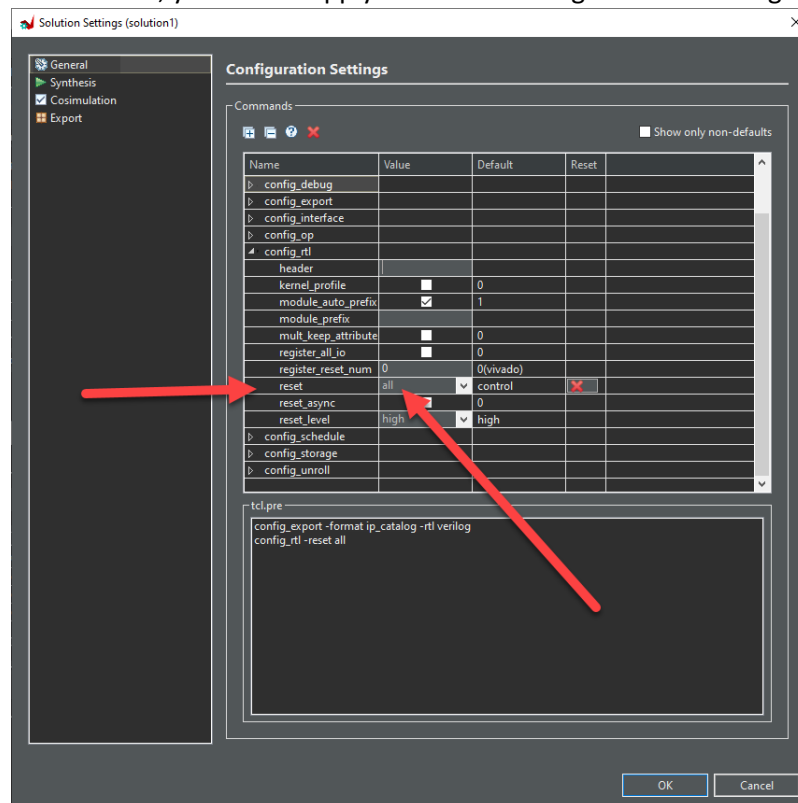 Solution Settings (solution1)
General
Synthesis
Cosimulation
Export
Configuration Settings
Commands
Show only non-defaults
Name Value Default Reset
config_debug
config_export
config_interface
config_op
config_rtl
header
kernel_profile 0
module_auto_prefix 1
module_prefix
mult_keep_attribute 0
register_all_io 0
register_reset_num 0 0(vivado)
reset all control
reset_async 0
reset_level high high
config_schedule
config_storage
config_unroll
tcl.pre
config_export -format ip_catalog -rtl verilog
config_rtl -reset all
OK Cancel